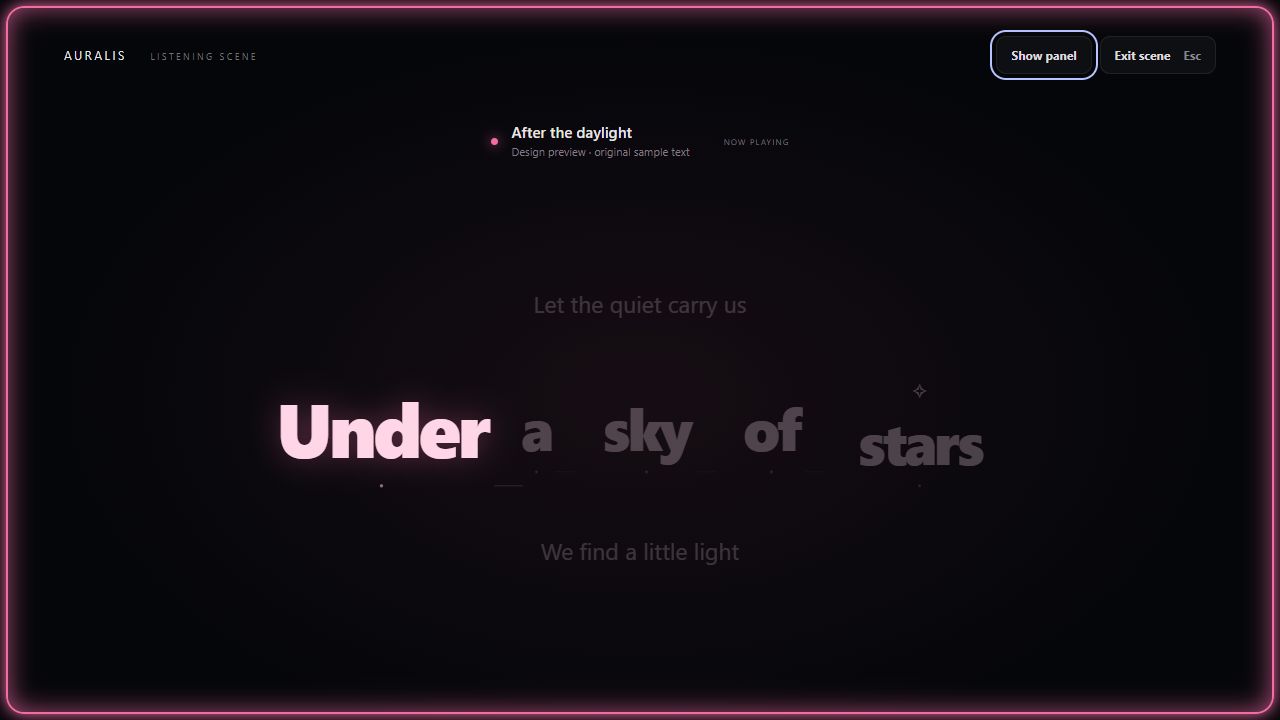 AURALIS LISTENING SCENE Show panel Exit scene Esc
After the daylight
Design preview · original sample text
NOW PLAYING
Let the quiet carry us
Under a sky of stars
We find a little light